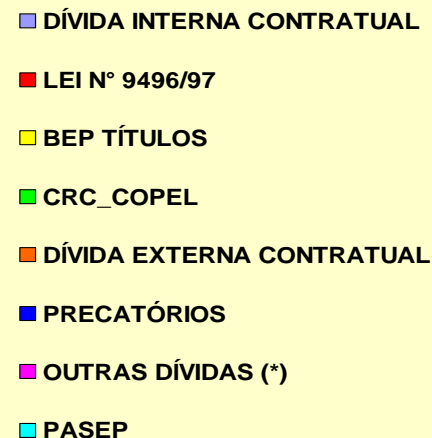 DÍVIDA INTERNA CONTRATUAL
LEI N° 9496/97
BEP TÍTULOS
CRC_COPEL
DÍVIDA EXTERNA CONTRATUAL
PRECATÓRIOS
OUTRAS DÍVIDAS (*)
PASEP